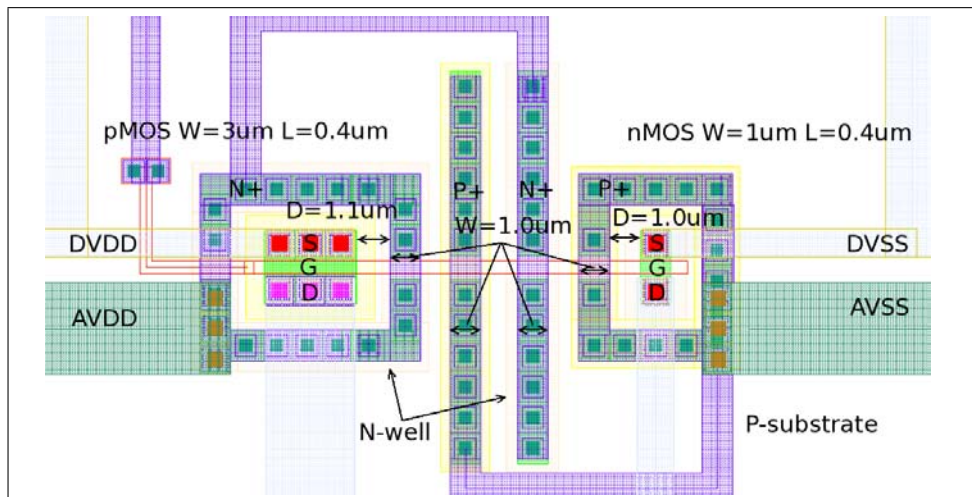 pMOS W=3um L=0.4um
nMOS W=1um L=0.4um
N+
P+
N+
P+
D=1.1um
W=1.0um
D=1.0um
DVDD
S
S
DVSS
G
G
AVDD
D
D
AVSS
N-well
P-substrate